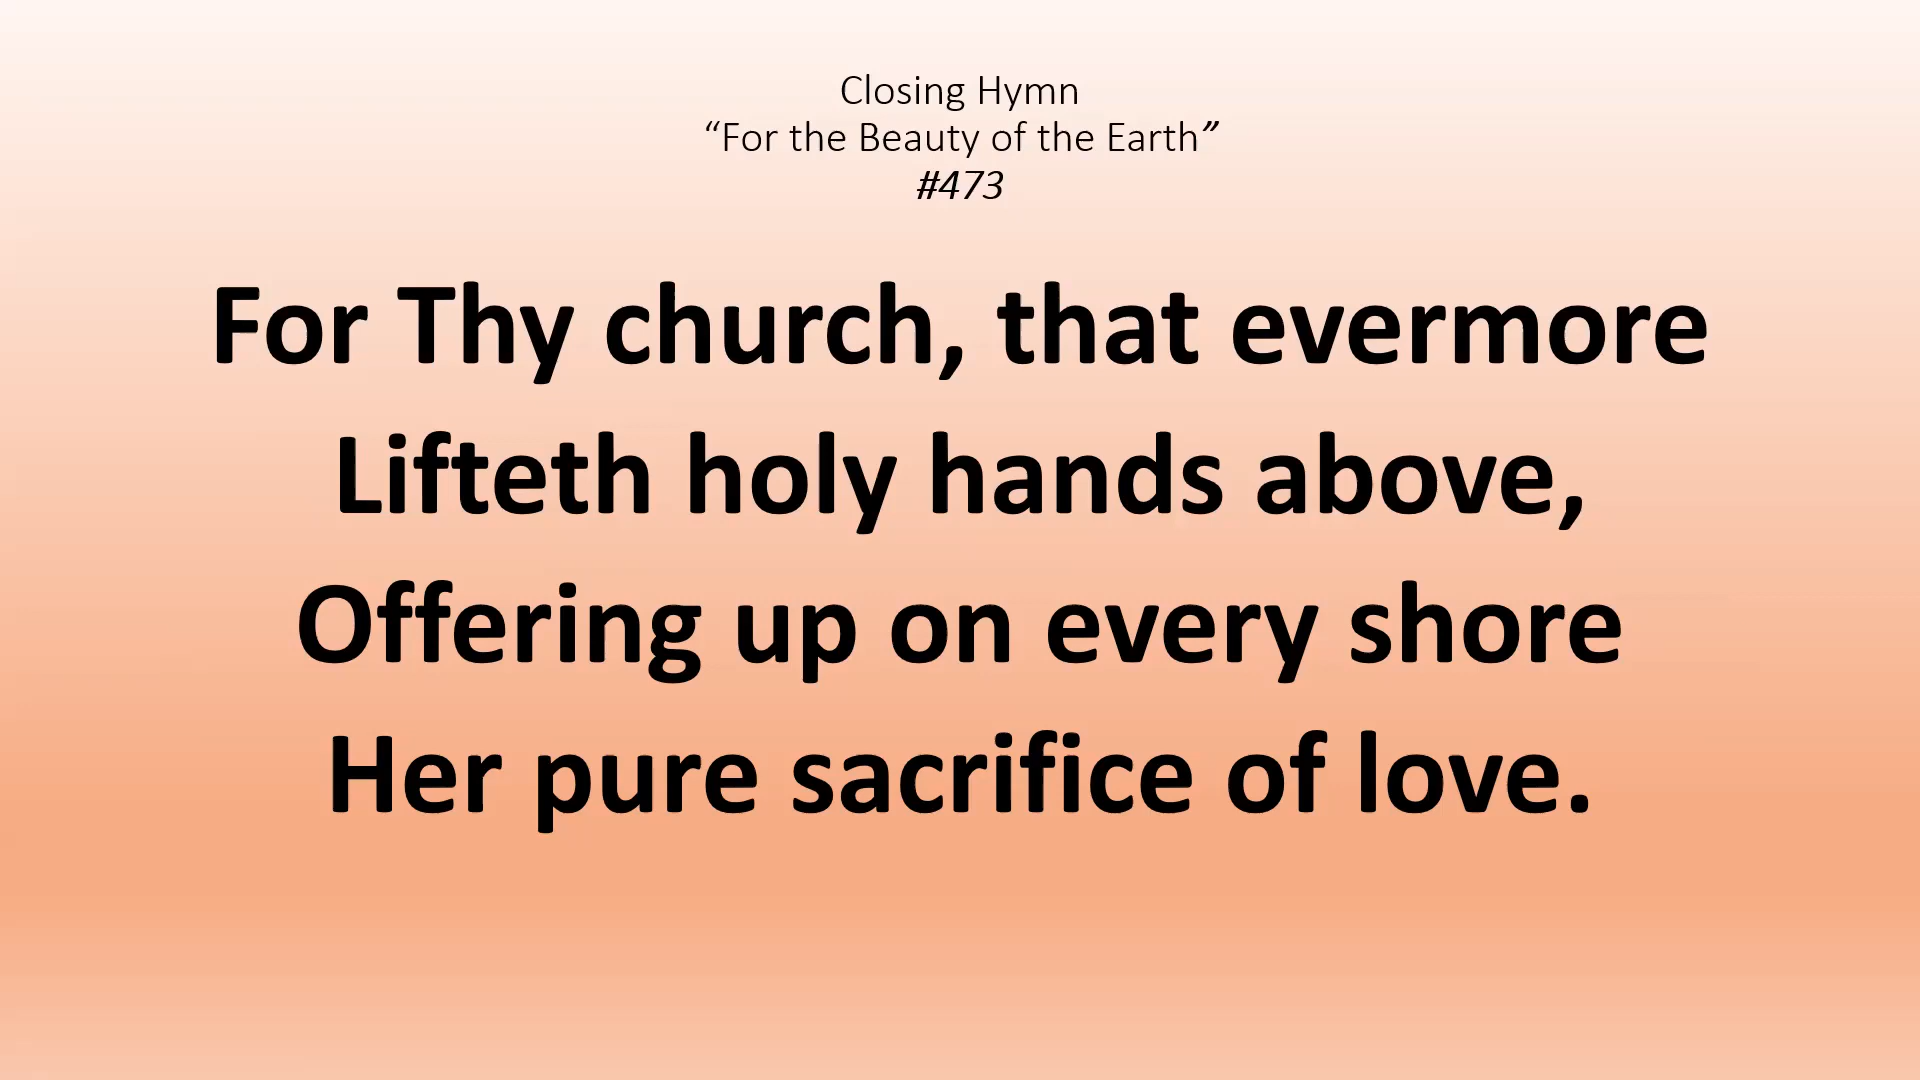 Closing Hymn
“For the Beauty of the Earth”
#473
For Thy church, that evermore
Lifteth holy hands above,
Offering up on every shore
Her pure sacrifice of love.